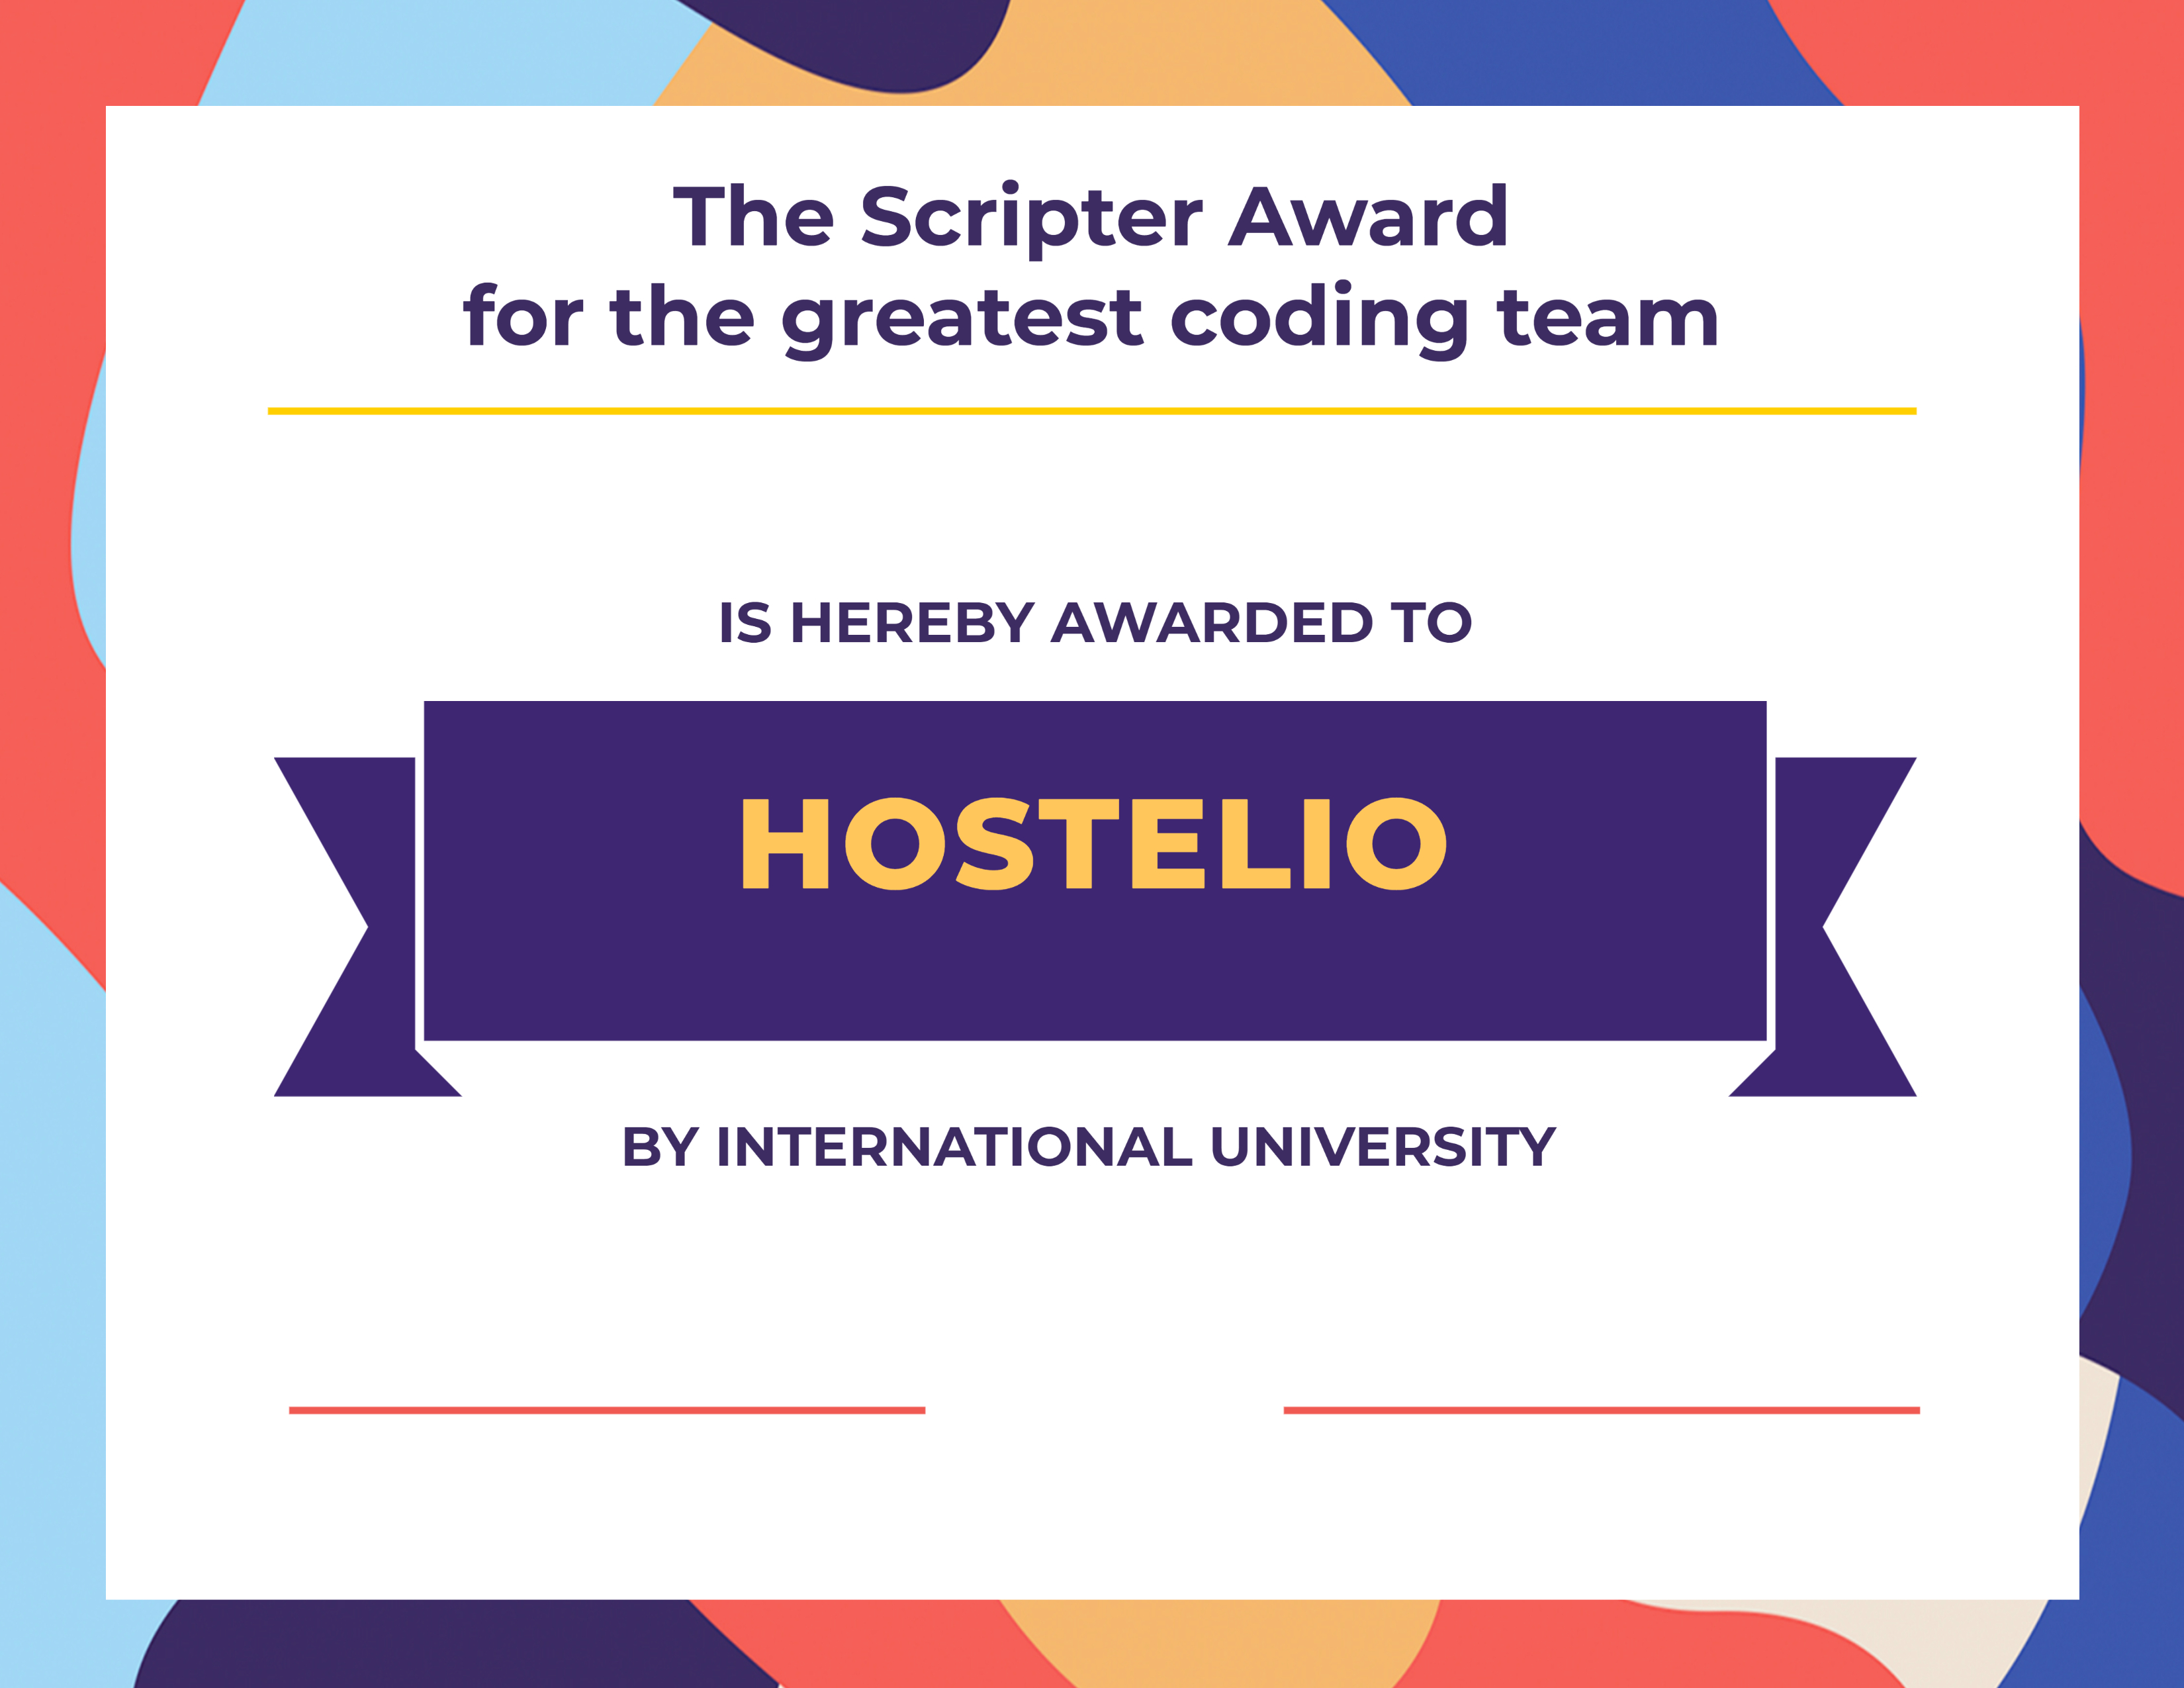 The Scripter Award
for the greatest coding team
IS HEREBY AWARDED TO
HOSTELIO
BY INTERNATIONAL UNIVERSITY